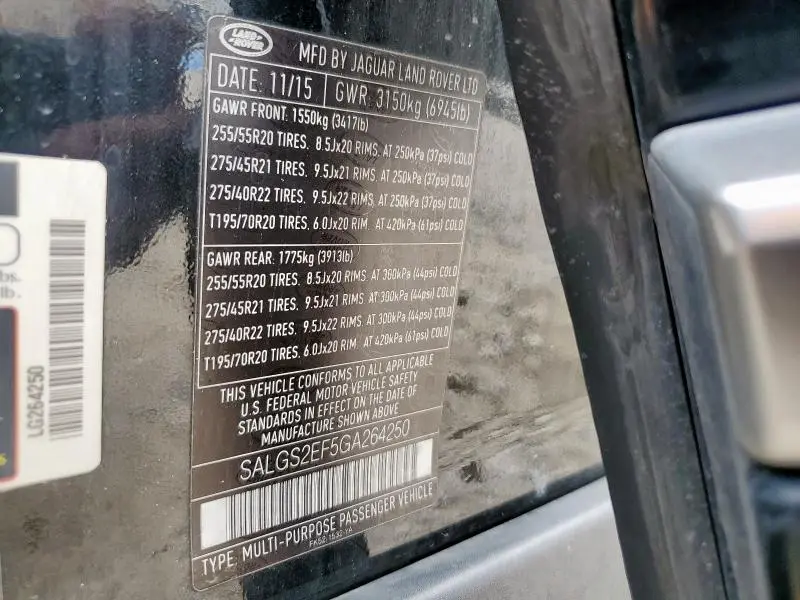 LAND
ROVER
MFD BY JAGUAR LAND ROVER LTD
DATE: 11/15 GWR: 3150kg (6945lb)
GAWR FRONT: 1550kg (3417lb)
255/55R20 TIRES. 8.5Jx20 RIMS. AT 250kPa (37psi) COLD
275/45R21 TIRES. 9.5Jx21 RIMS. AT 250kPa (37psi) COLD
275/40R22 TIRES. 9.5Jx22 RIMS. AT 250kPa (37psi) COLD
T195/70R20 TIRES. 6.0Jx20 RIM. AT 420kPa (61psi) COLD
GAWR REAR: 1775kg (3913lb)
255/55R20 TIRES. 8.5Jx20 RIMS. AT 300kPa (44psi) COLD
275/45R21 TIRES. 9.5Jx21 RIMS. AT 300kPa (44psi) COLD
275/40R22 TIRES. 9.5Jx22 RIMS. AT 300kPa (44psi) COLD
T195/70R20 TIRES. 6.0Jx20 RIM. AT 420kPa (61psi) COLD
THIS VEHICLE CONFORMS TO ALL APPLICABLE
U.S. FEDERAL MOTOR VEHICLE SAFETY
STANDARDS IN EFFECT ON THE DATE OF
MANUFACTURE SHOWN ABOVE
SALGS2EF5GA264250
TYPE: MULTI-PURPOSE PASSENGER VEHICLE
lbs.
lb.
LG264250